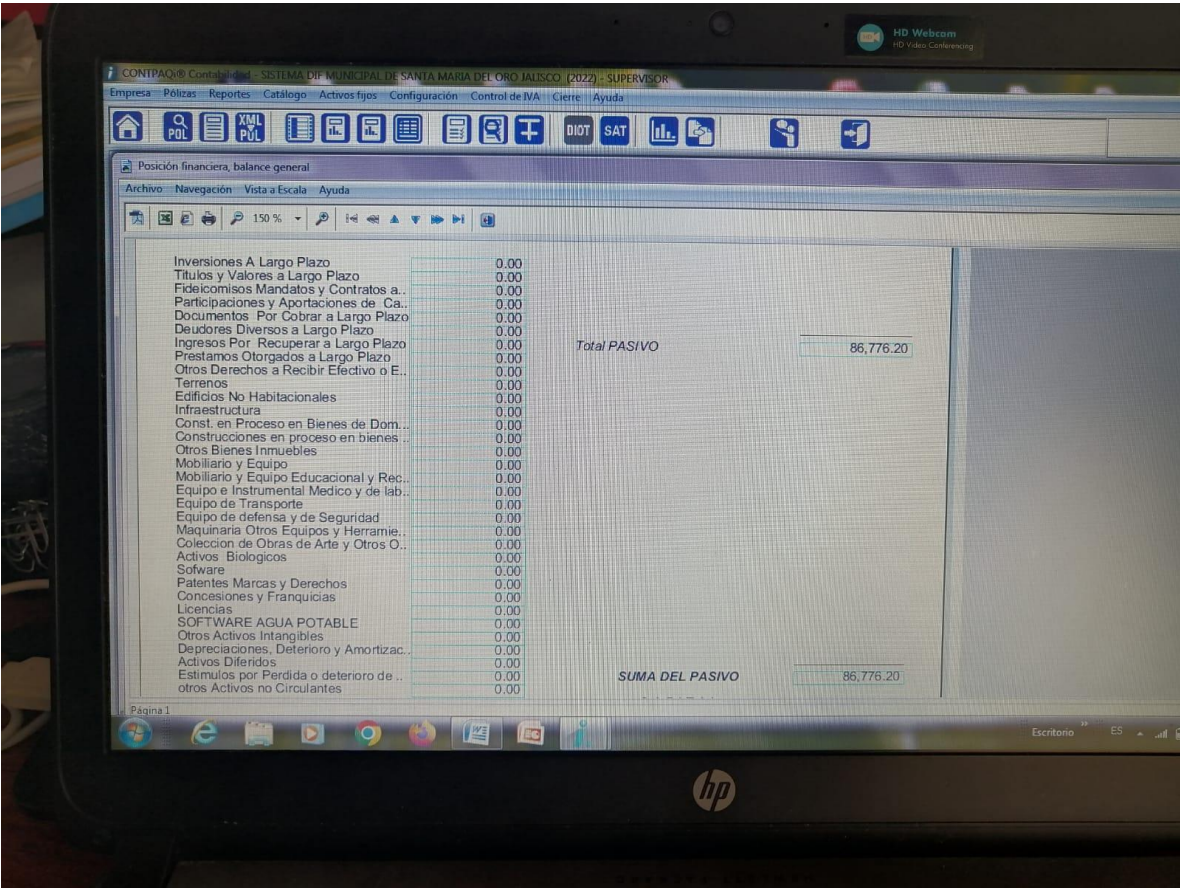 HD Webcam
HD Video Conferencing
CONTPAQi® Contabilidad - SISTEMA DIF MUNICIPAL DE SANTA MARIA DEL ORO JALISCO (2022) - SUPERVISOR
Empresa Pólizas Reportes Catálogo Activos fijos Configuración Control de IVA Cierre Ayuda
POL XML PÓL DIOT SAT
Posición financiera, balance general
Archivo Navegación Vista a Escala Ayuda
150 %
Inversiones A Largo Plazo 0.00
Titulos y Valores a Largo Plazo 0.00
Fideicomisos Mandatos y Contratos a.. 0.00
Participaciones y Aportaciones de Ca.. 0.00
Documentos Por Cobrar a Largo Plazo 0.00
Deudores Diversos a Largo Plazo 0.00
Ingresos Por Recuperar a Largo Plazo 0.00 Total PASIVO 86,776.20
Prestamos Otorgados a Largo Plazo 0.00
Otros Derechos a Recibir Efectivo o E.. 0.00
Terrenos 0.00
Edificios No Habitacionales 0.00
Infraestructura 0.00
Const. en Proceso en Bienes de Dom... 0.00
Construcciones en proceso en bienes .. 0.00
Otros Bienes Inmuebles 0.00
Mobiliario y Equipo 0.00
Mobiliario y Equipo Educacional y Rec.. 0.00
Equipo e Instrumental Medico y de lab.. 0.00
Equipo de Transporte 0.00
Equipo de defensa y de Seguridad 0.00
Maquinaria Otros Equipos y Herramie.. 0.00
Coleccion de Obras de Arte y Otros O.. 0.00
Activos Biologicos 0.00
Sofware 0.00
Patentes Marcas y Derechos 0.00
Concesiones y Franquicias 0.00
Licencias 0.00
SOFTWARE AGUA POTABLE 0.00
Otros Activos Intangibles 0.00
Depreciaciones, Deterioro y Amortizac.. 0.00
Activos Diferidos 0.00
Estimulos por Perdida o deterioro de .. 0.00 SUMA DEL PASIVO 86,776.20
otros Activos no Circulantes 0.00
Página 1
Escritorio ES
hp